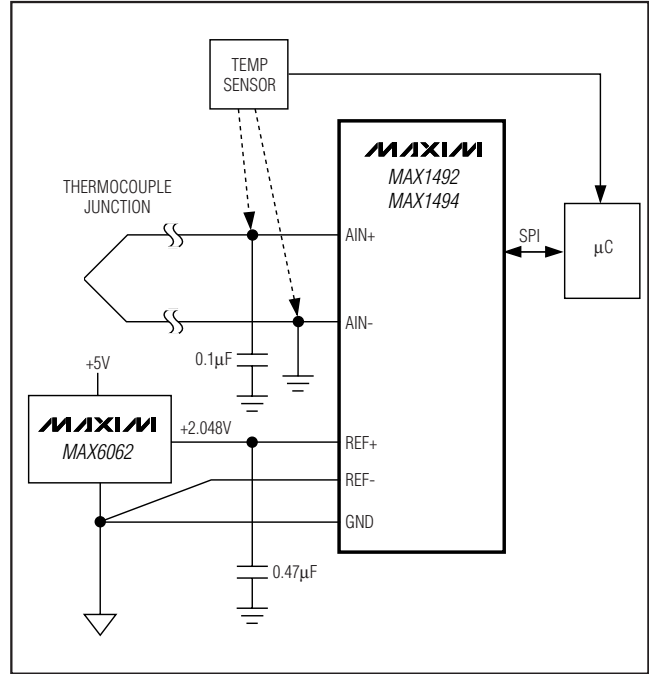 TEMP
SENSOR
MAXIM
MAX1492
MAX1494
THERMOCOUPLE
JUNCTION
AIN+
SPI
μC
AIN-
0.1μF
+5V
MAXIM
MAX6062
+2.048V
REF+
REF-
GND
0.47μF